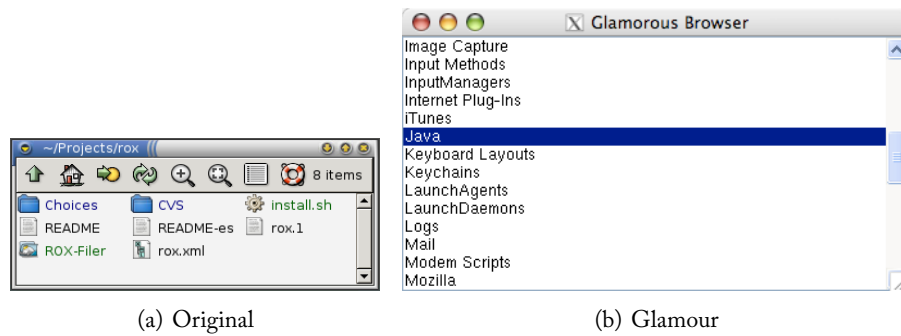 ~/Projects/rox
8 items
Choices CVS install.sh
README README-es rox.1
ROX-Filer rox.xml
(a) Original
X Glamorous Browser
Image Capture
Input Methods
InputManagers
Internet Plug-Ins
iTunes
Java
Keyboard Layouts
Keychains
LaunchAgents
LaunchDaemons
Logs
Mail
Modem Scripts
Mozilla
(b) Glamour